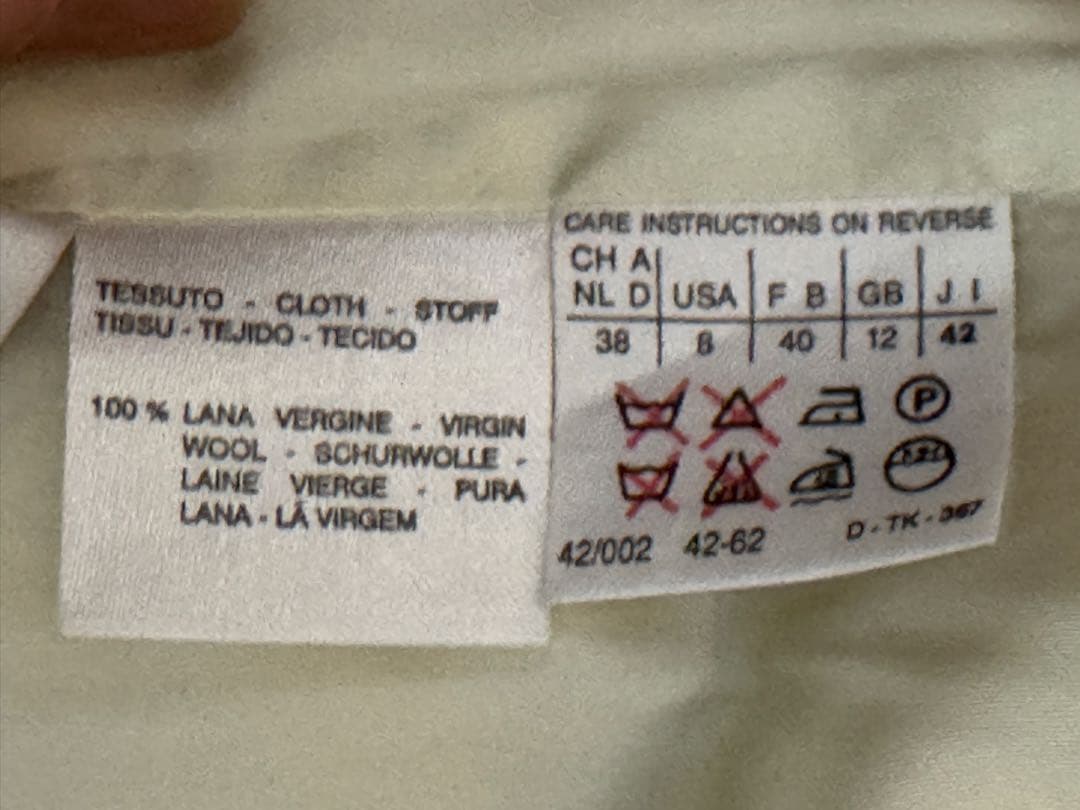 TESSUTO - CLOTH - STOFF
TISSU - TEJIDO - TECIDO
100 % LANA VERGINE - VIRGIN
WOOL - SCHURWOLLE -
LAINE VIERGE - PURA
LANA - LÃ VIRGEM
CARE INSTRUCTIONS ON REVERSE
CH A
NL D USA F B GB J I
38 8 40 12 42
P
42/002 42-62
D - TK - 367